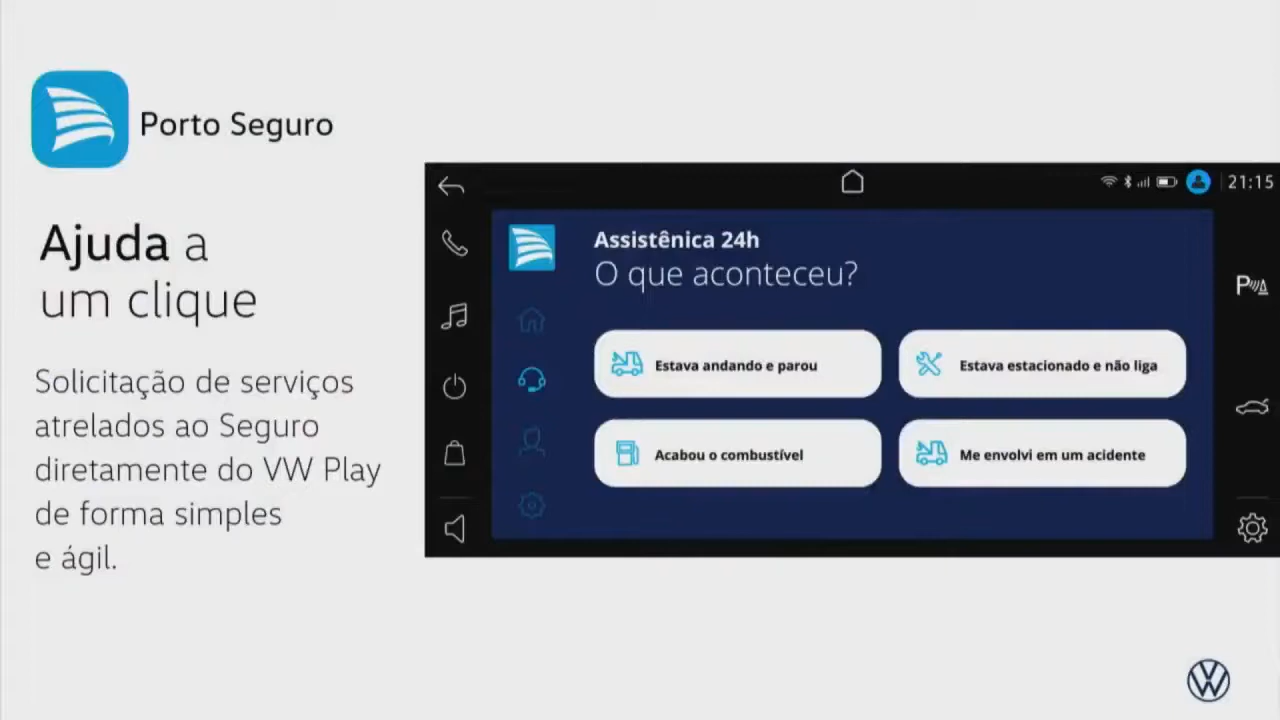 Porto Seguro
Ajuda a
um clique
Solicitação de serviços
atrelados ao Seguro
diretamente do VW Play
de forma simples
e ágil.
21:15
Assistênica 24h
O que aconteceu?
Estava andando e parou
Estava estacionado e não liga
Acabou o combustível
Me envolvi em um acidente
P
VW